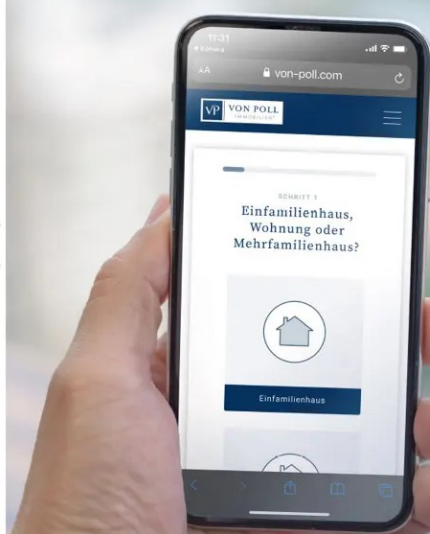 11:31
AA von-poll.com
VP VON POLL
IMMOBILIEN®
SCHRITT 1
Einfamilienhaus,
Wohnung oder
Mehrfamilienhaus?
Einfamilienhaus